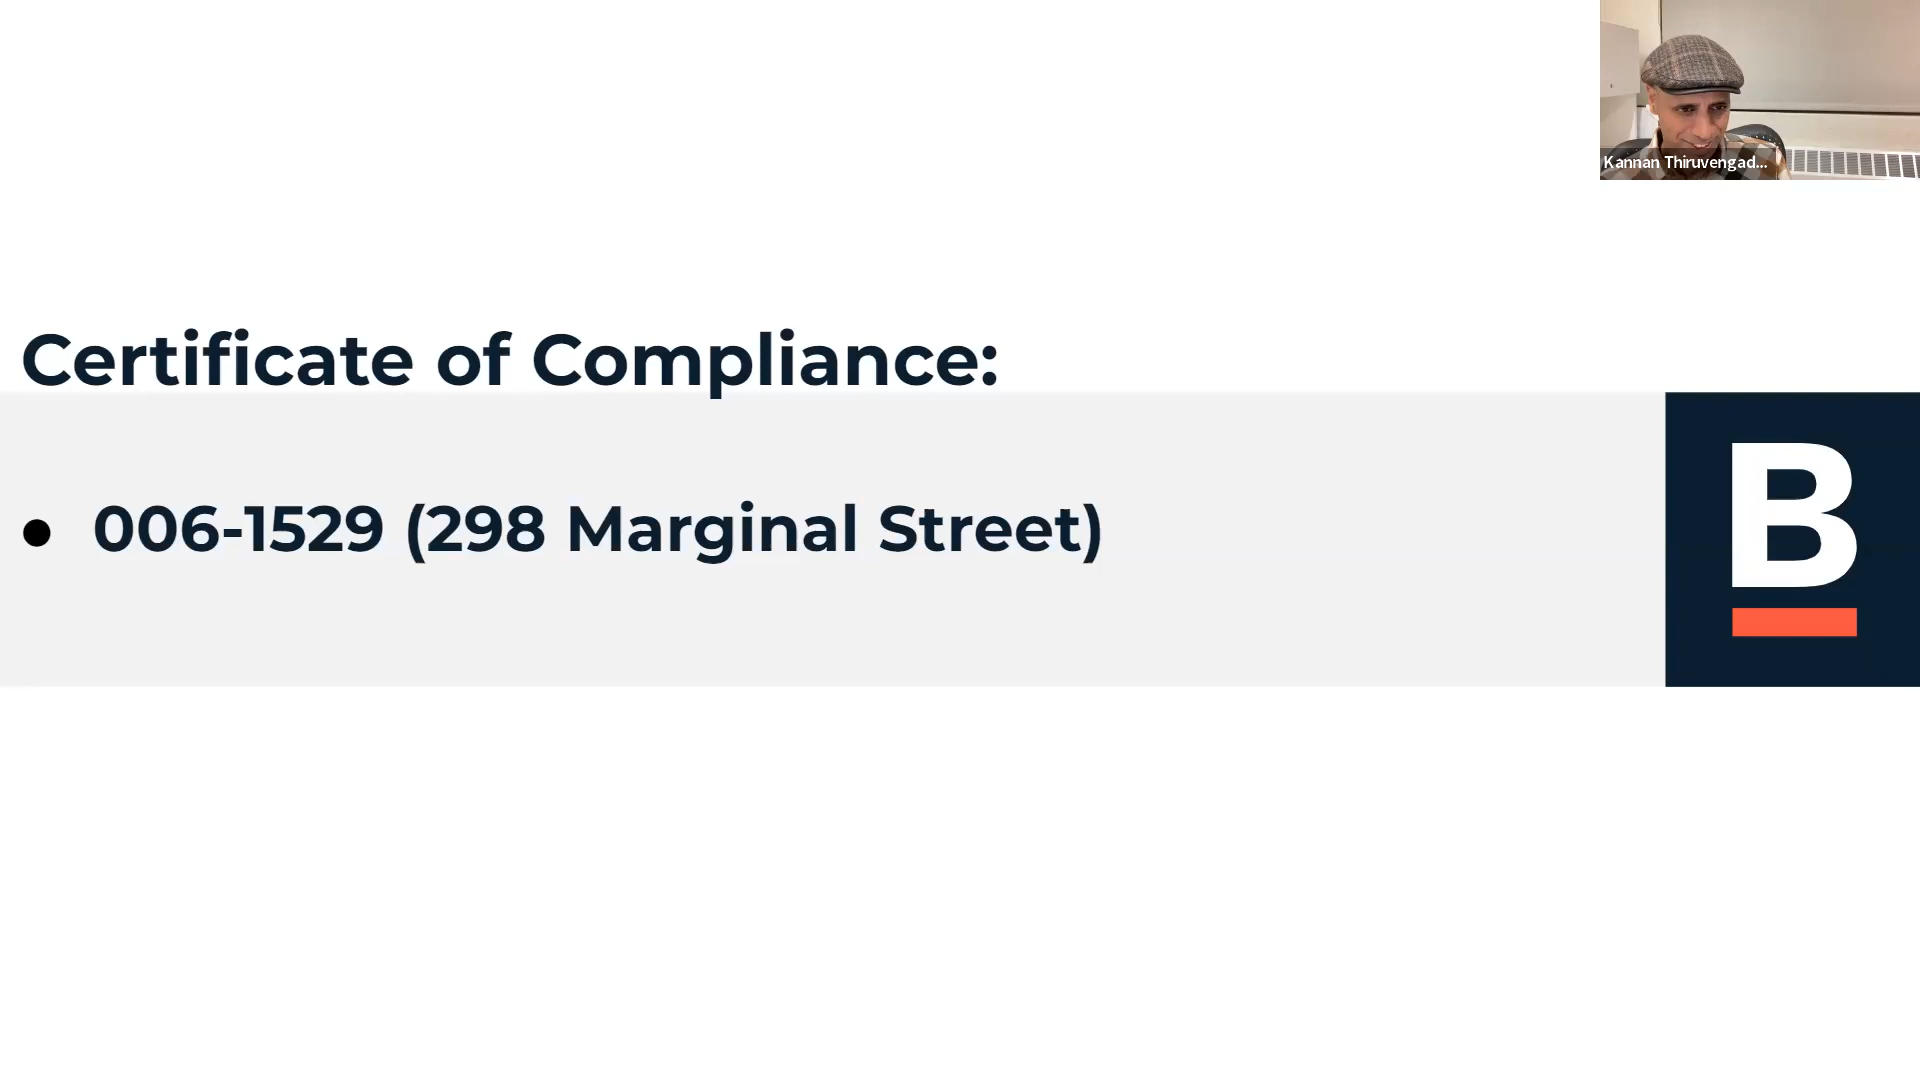 Kannan Thiruvengad...
Certificate of Compliance:
● 006-1529 (298 Marginal Street)
B